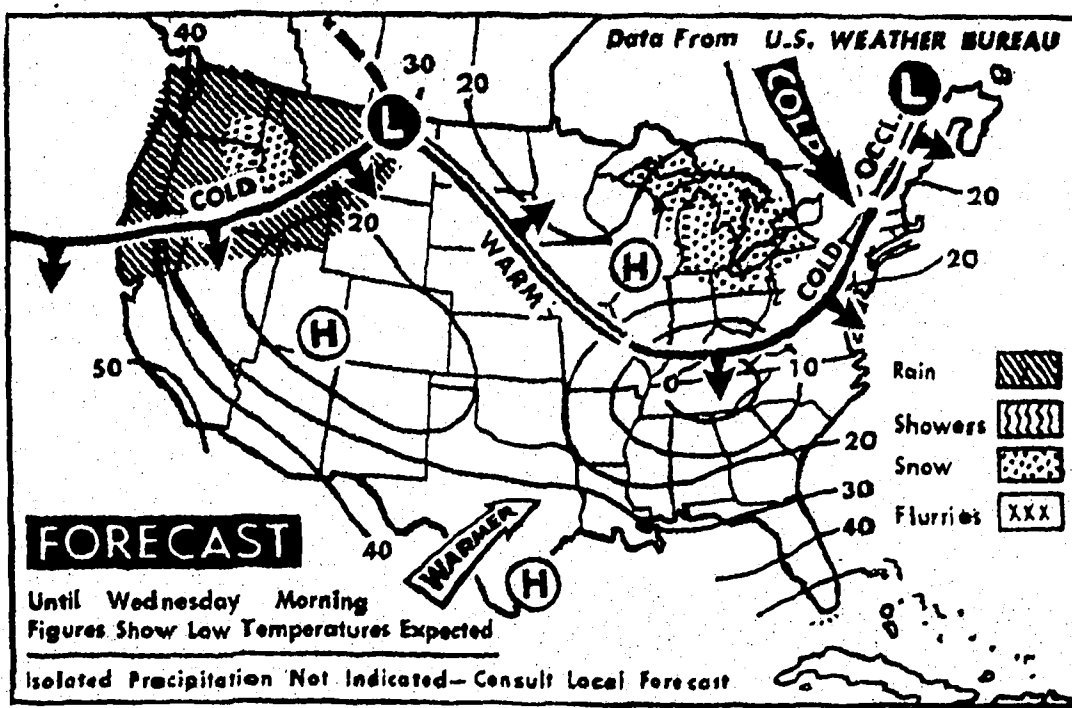 Data From U.S. WEATHER BUREAU
40
30
20
L
L
COLD
OCCL.
COLD
20
20
WARM
H
COLD
20
H
50
0
10
Rain
Showers
Snow
Flurries XXX
20
30
40
40
WARMER
H
FORECAST
Until Wednesday Morning
Figures Show Low Temperatures Expected
Isolated Precipitation Not Indicated—Consult Local Forecast